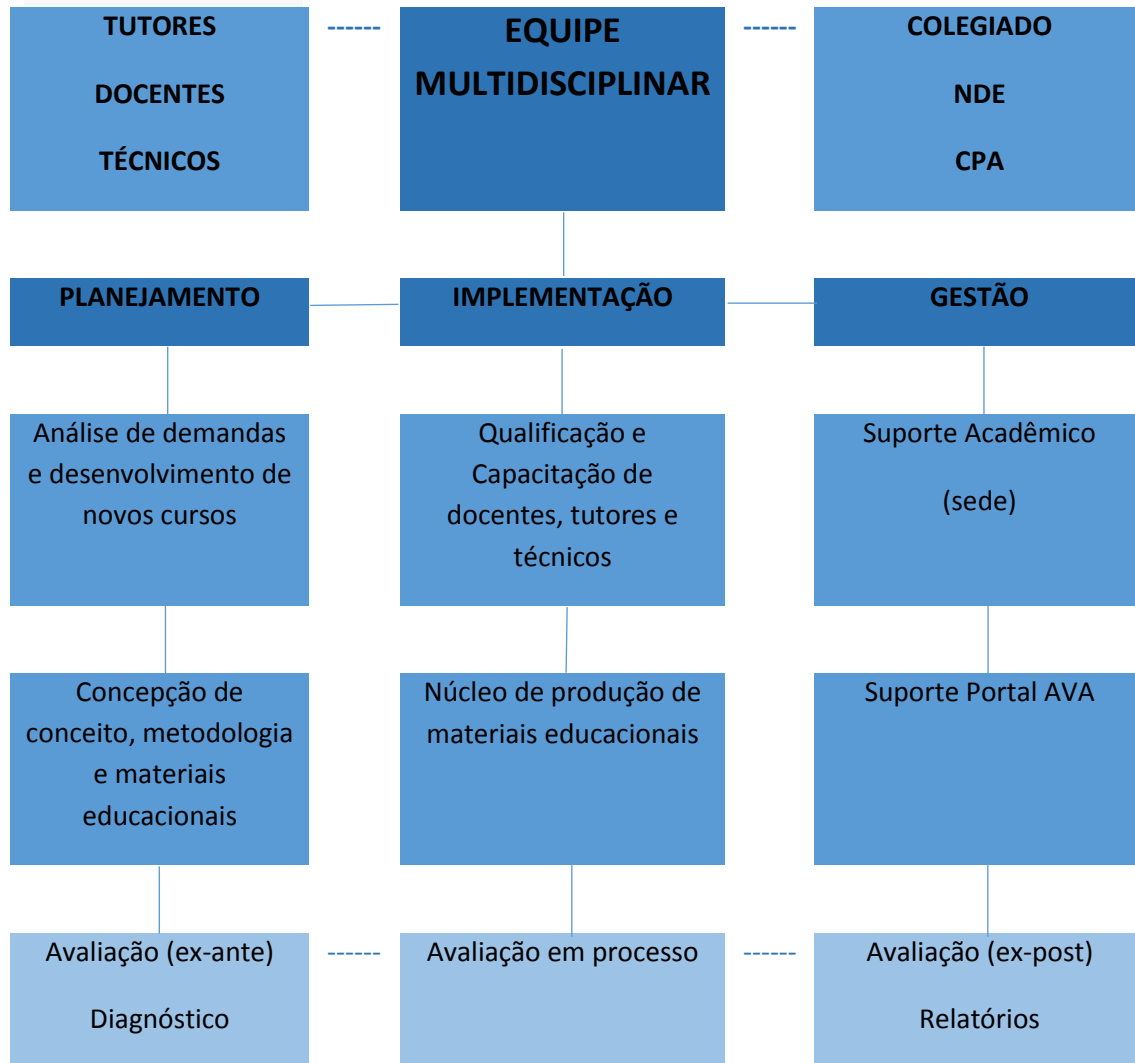 TUTORES
DOCENTES
TÉCNICOS
EQUIPE
MULTIDISCIPLINAR
COLEGIADO
NDE
CPA
PLANEJAMENTO
IMPLEMENTAÇÃO
GESTÃO
Análise de demandas
e desenvolvimento de
novos cursos
Qualificação e
Capacitação de
docentes, tutores e
técnicos
Suporte Acadêmico
(sede)
Concepção de
conceito, metodologia
e materiais
educacionais
Núcleo de produção de
materiais educacionais
Suporte Portal AVA
Avaliação (ex-ante)
Diagnóstico
Avaliação em processo
Avaliação (ex-post)
Relatórios